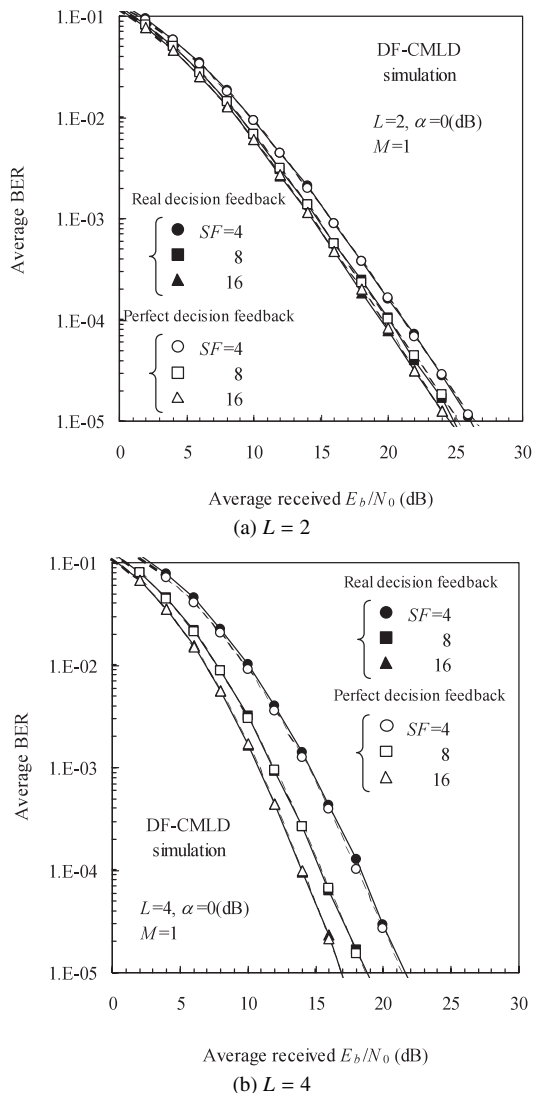 1.E-01
1.E-02
1.E-03
1.E-04
1.E-05
Average BER
DF-CMLD
simulation
L=2, α=0(dB)
M=1
Real decision feedback
SF=4
8
16
Perfect decision feedback
SF=4
8
16
0 5 10 15 20 25 30
Average received E_b/N_0 (dB)
(a) L = 2
1.E-01
1.E-02
1.E-03
1.E-04
1.E-05
Average BER
Real decision feedback
SF=4
8
16
Perfect decision feedback
SF=4
8
16
DF-CMLD
simulation
L=4, α=0(dB)
M=1
0 5 10 15 20 25 30
Average received E_b/N_0 (dB)
(b) L = 4